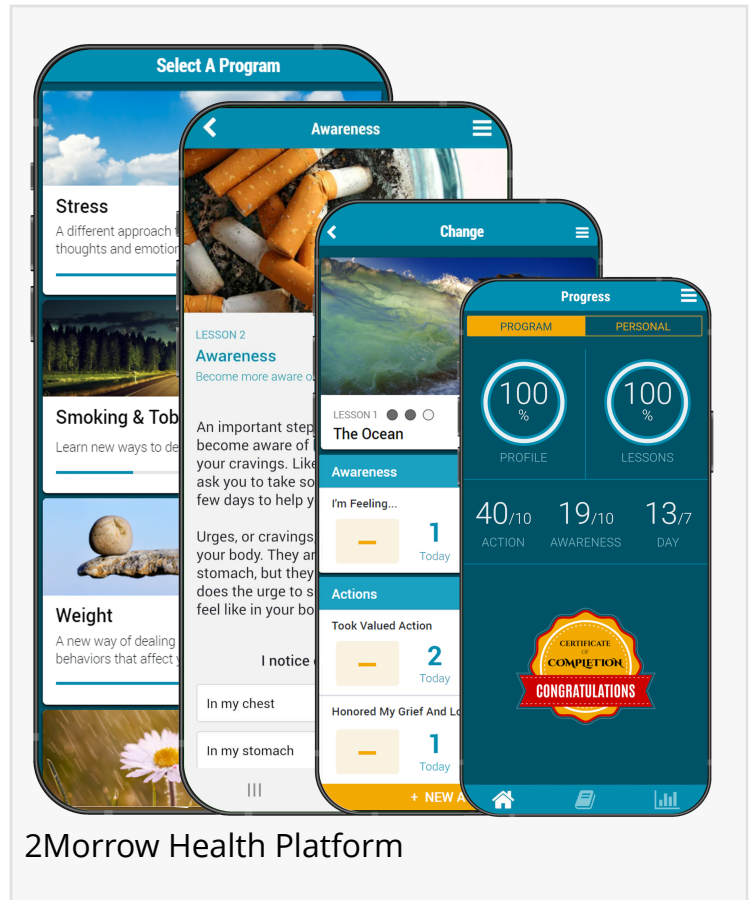 Select A Program
Stress
A different approach
thoughts and emotion
Smoking & Tob
Learn new ways to de
Weight
A new way of dealing
behaviors that affect
Awareness
LESSON 2
Awareness
Become more aware o
An important step
become aware of
your cravings. Like
ask you to take so
few days to help y
Urges, or cravings
your body. They ar
stomach, but they
does the urge to s
feel like in your bo
I notice
In my chest
In my stomach
Change
LESSON 1
The Ocean
Awareness
I'm Feeling...
1
Today
Actions
Took Valued Action
2
Today
Honored My Grief And Lo
1
Today
+ NEW A
Progress
PROGRAM PERSONAL
100 100
% %
PROFILE LESSONS
40/10 19/10 13/7
ACTION AWARENESS DAY
CERTIFICATE
OF
COMPLETION
CONGRATULATIONS
2Morrow Health Platform